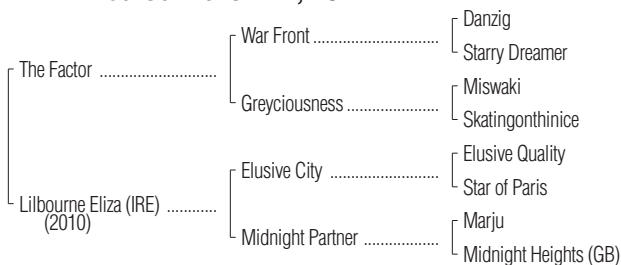 Danzig
War Front ........................................
Starry Dreamer
The Factor .....................................
Miswaki
Greyciousness .............................
Skatingonthinice
Elusive Quality
Elusive City ...................................
Star of Paris
Lilbourne Eliza (IRE) ................
(2010)
Marju
Midnight Partner ........................
Midnight Heights (GB)